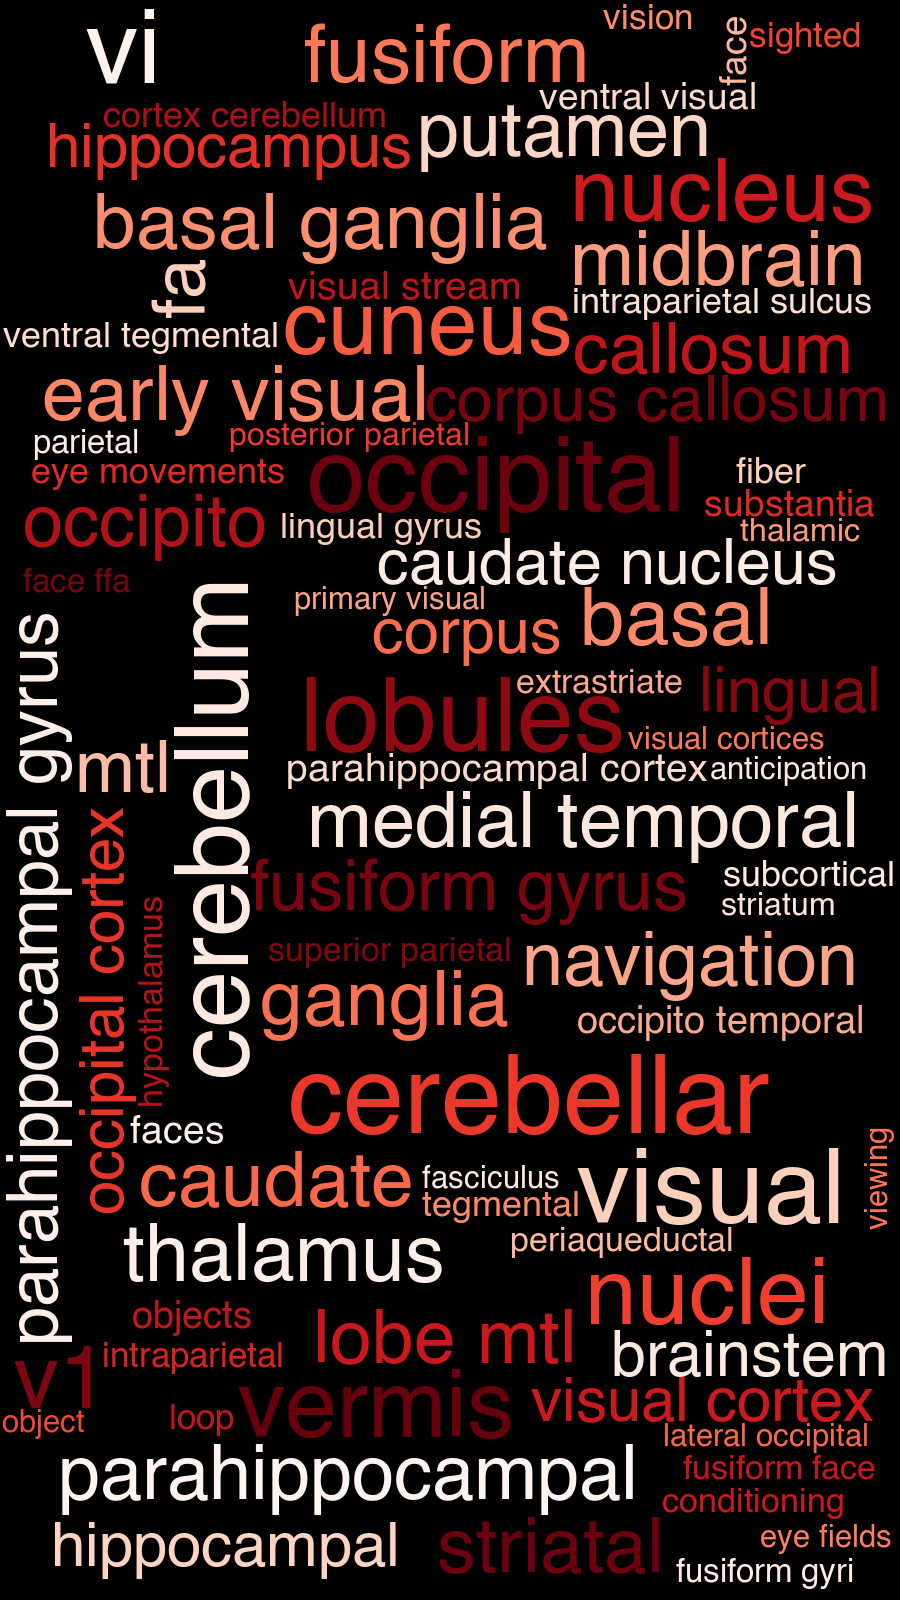 vi
fusiform
vision
face
sighted
ventral visual
cortex cerebellum
hippocampus
putamen
nucleus
basal ganglia
midbrain
fa
visual stream
intraparietal sulcus
ventral tegmental
cuneus
callosum
early visual
corpus callosum
parietal
posterior parietal
eye movements
occipital
fiber
substantia
occipito
lingual gyrus
thalamic
caudate nucleus
face ffa
primary visual
corpus
basal
cerebellum
parahippocampal gyrus
extrastriate
lingual
lobules
visual cortices
mtl
parahippocampal cortex
anticipation
medial temporal
occipital cortex
fusiform gyrus
subcortical
striatum
hypothalamus
superior parietal
navigation
ganglia
occipito temporal
cerebellar
faces
caudate
fasciculus
tegmental
visual
viewing
thalamus
periaqueductal
nuclei
objects
lobe mtl
intraparietal
brainstem
v1
object
loop
vermis
visual cortex
lateral occipital
parahippocampal
fusiform face
conditioning
hippocampal
striatal
eye fields
fusiform gyri